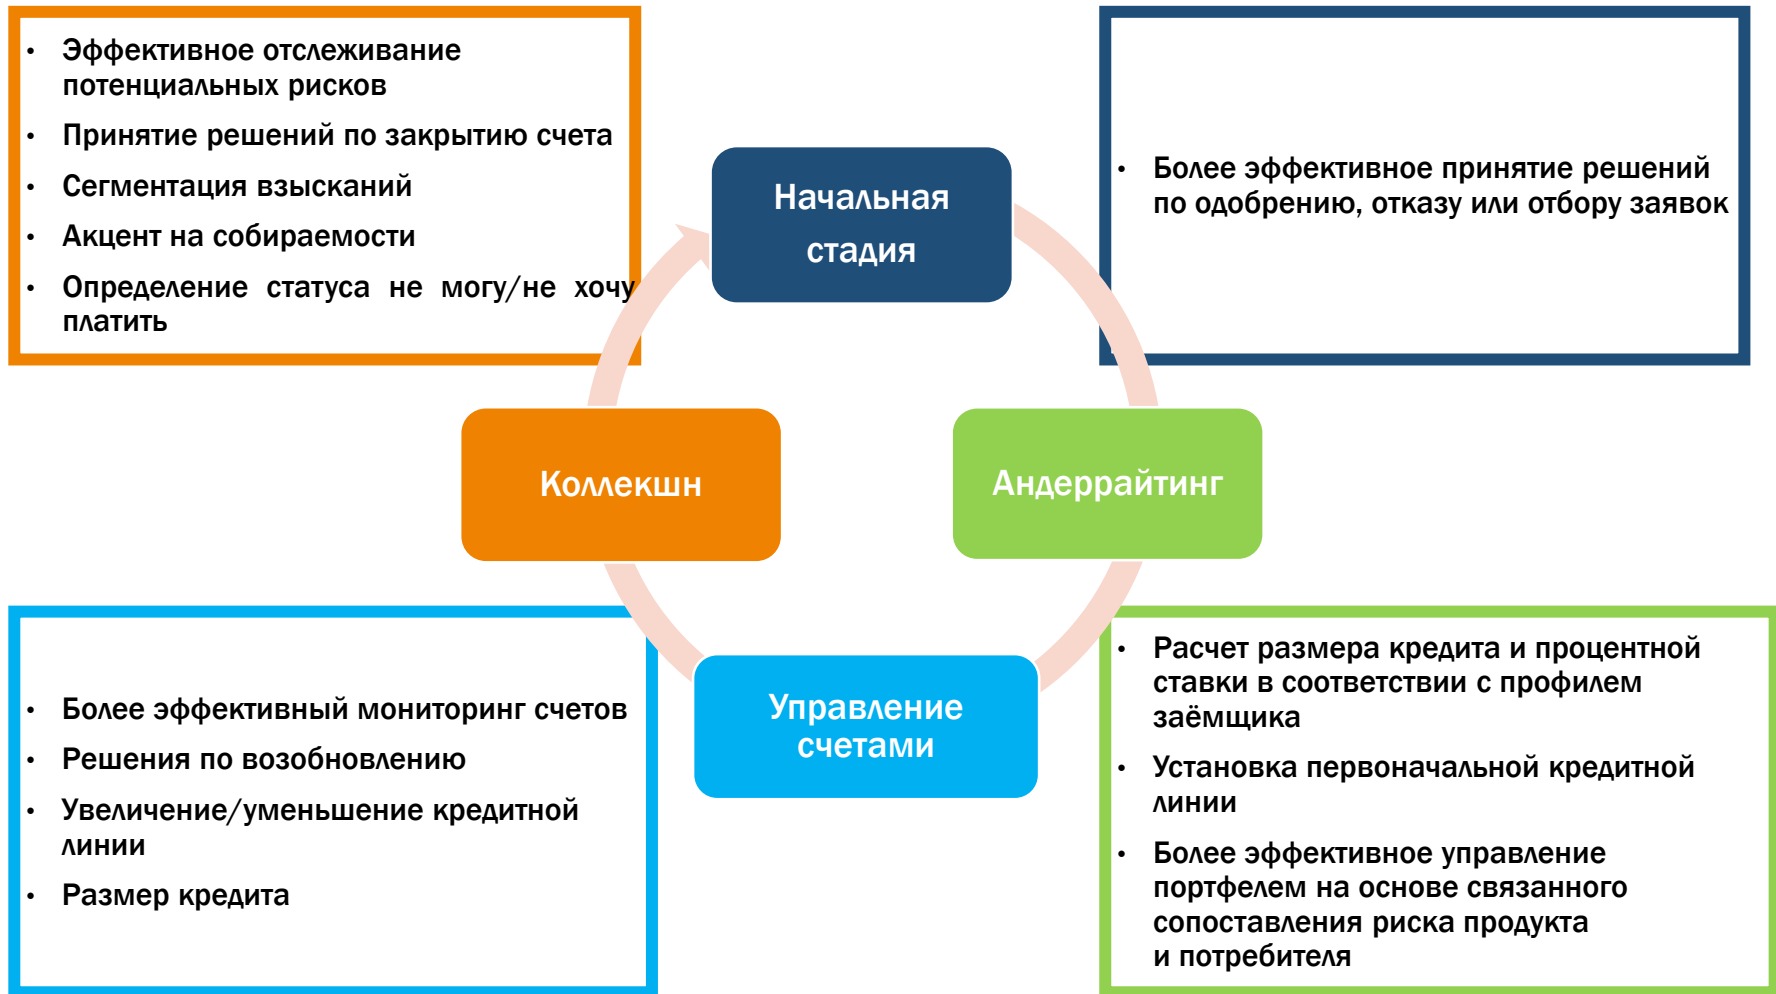 • Эффективное отслеживание
потенциальных рисков
• Принятие решений по закрытию счета
• Сегментация взысканий
• Акцент на собираемости
• Определение статуса не могу/не хочу
платить
• Более эффективное принятие решений
по одобрению, отказу или отбору заявок
Начальная
стадия
Коллекшн
Андеррайтинг
Управление
счетами
• Более эффективный мониторинг счетов
• Решения по возобновлению
• Увеличение/уменьшение кредитной
линии
• Размер кредита
• Расчет размера кредита и процентной
ставки в соответствии с профилем
заёмщика
• Установка первоначальной кредитной
линии
• Более эффективное управление
портфелем на основе связанного
сопоставления риска продукта
и потребителя